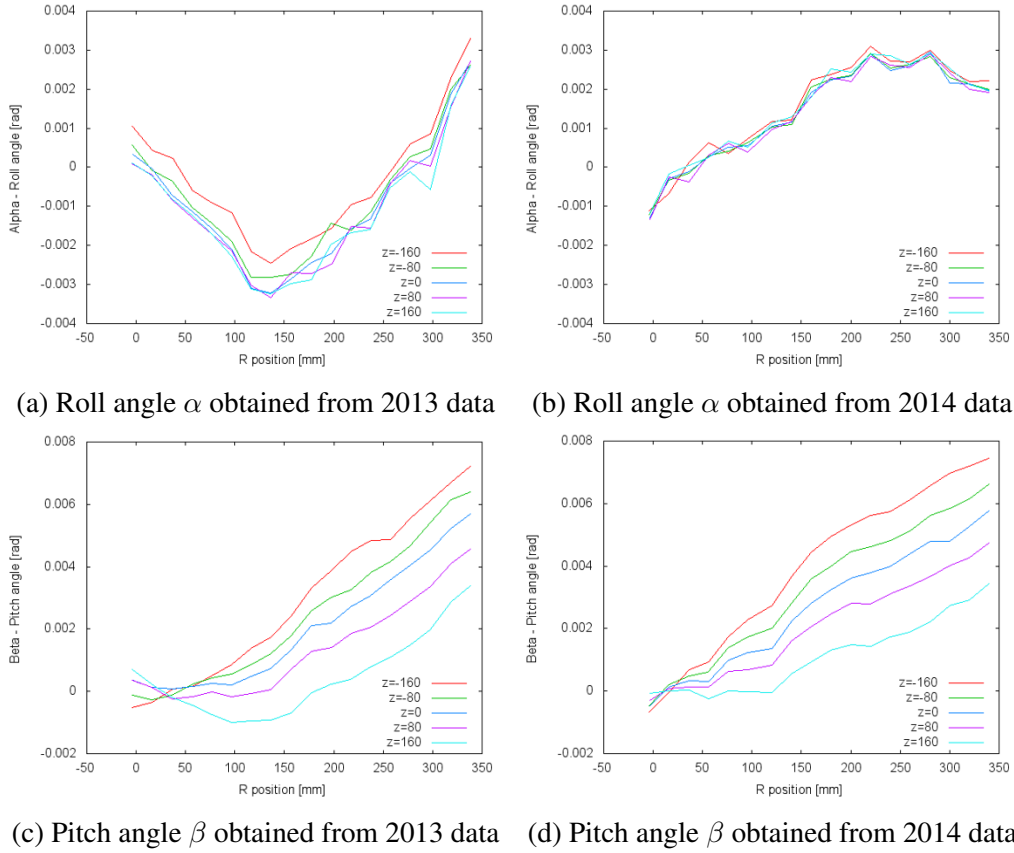 0.004
0.003
0.002
0.001
0
-0.001
-0.002
-0.003
-0.004
Alpha - Roll angle [rad]
z=-160
z=-80
z=0
z=80
z=160
-50 0 50 100 150 200 250 300 350
R position [mm]
(a) Roll angle α obtained from 2013 data
0.004
0.003
0.002
0.001
0
-0.001
-0.002
-0.003
-0.004
Alpha - Roll angle [rad]
z=-160
z=-80
z=0
z=80
z=160
-50 0 50 100 150 200 250 300 350
R position [mm]
(b) Roll angle α obtained from 2014 data
0.008
0.006
0.004
0.002
0
-0.002
Beta - Pitch angle [rad]
z=-160
z=-80
z=0
z=80
z=160
-50 0 50 100 150 200 250 300 350
R position [mm]
(c) Pitch angle β obtained from 2013 data
0.008
0.006
0.004
0.002
0
-0.002
Beta - Pitch angle [rad]
z=-160
z=-80
z=0
z=80
z=160
-50 0 50 100 150 200 250 300 350
R position [mm]
(d) Pitch angle β obtained from 2014 data